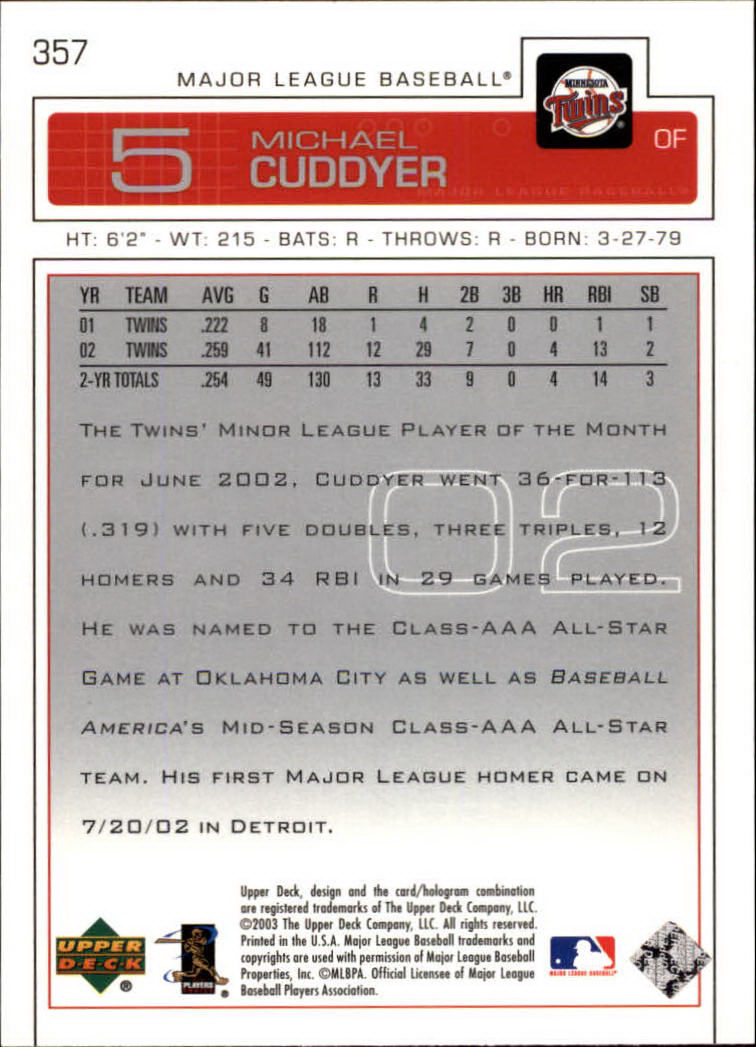 357
MAJOR LEAGUE BASEBALL®
MINNESOTA
Twins
®
5
MICHAEL
CUDDYER
OF
MAJOR LEAGUE BASEBALL®
HT: 6'2" - WT: 215 - BATS: R - THROWS: R - BORN: 3-27-79
YR TEAM AVG G AB R H 2B 3B HR RBI SB
01 TWINS .222 8 18 1 4 2 0 0 1 1
02 TWINS .259 41 112 12 29 7 0 4 13 2
2-YR TOTALS .254 49 130 13 33 9 0 4 14 3
02
THE TWINS' MINOR LEAGUE PLAYER OF THE MONTH
FOR JUNE 2002, CUDDYER WENT 36-FOR-113
(.319) WITH FIVE DOUBLES, THREE TRIPLES, 12
HOMERS AND 34 RBI IN 29 GAMES PLAYED.
HE WAS NAMED TO THE CLASS-AAA ALL-STAR
GAME AT OKLAHOMA CITY AS WELL AS BASEBALL
AMERICA'S MID-SEASON CLASS-AAA ALL-STAR
TEAM. HIS FIRST MAJOR LEAGUE HOMER CAME ON
7/20/02 IN DETROIT.
Upper Deck, design and the card/hologram combination
are registered trademarks of The Upper Deck Company, LLC.
©2003 The Upper Deck Company, LLC. All rights reserved.
Printed in the U.S.A. Major League Baseball trademarks and
copyrights are used with permission of Major League Baseball
Properties, Inc. ©MLBPA. Official Licensee of Major League
Baseball Players Association.
UPPER
D·E·C·K
®
PLAYERS
CHOICE
®
MAJOR LEAGUE BASEBALL®